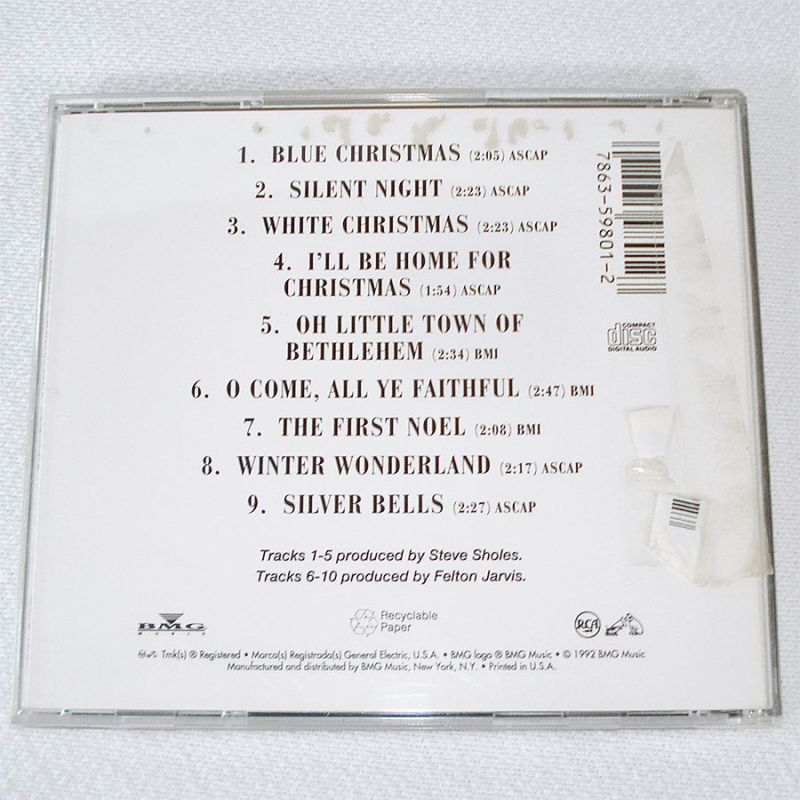 1. BLUE CHRISTMAS (2:05) ASCAP
2. SILENT NIGHT (2:23) ASCAP
3. WHITE CHRISTMAS (2:23) ASCAP
4. I'LL BE HOME FOR
CHRISTMAS (1:54) ASCAP
5. OH LITTLE TOWN OF
BETHLEHEM (2:34) BMI
6. O COME, ALL YE FAITHFUL (2:47) BMI
7. THE FIRST NOEL (2:08) BMI
8. WINTER WONDERLAND (2:17) ASCAP
9. SILVER BELLS (2:27) ASCAP
7863-59801-2
COMPACT
disc
DIGITAL AUDIO
Tracks 1-5 produced by Steve Sholes.
Tracks 6-10 produced by Felton Jarvis.
BMG
MUSIC
Recyclable
Paper
RCA
Tmk(s) ® Registered • Marca(s) Registrada(s) General Electric, U.S.A. • BMG logo ® BMG Music • © 1992 BMG Music
Manufactured and distributed by BMG Music, New York, N.Y. • Printed in U.S.A.